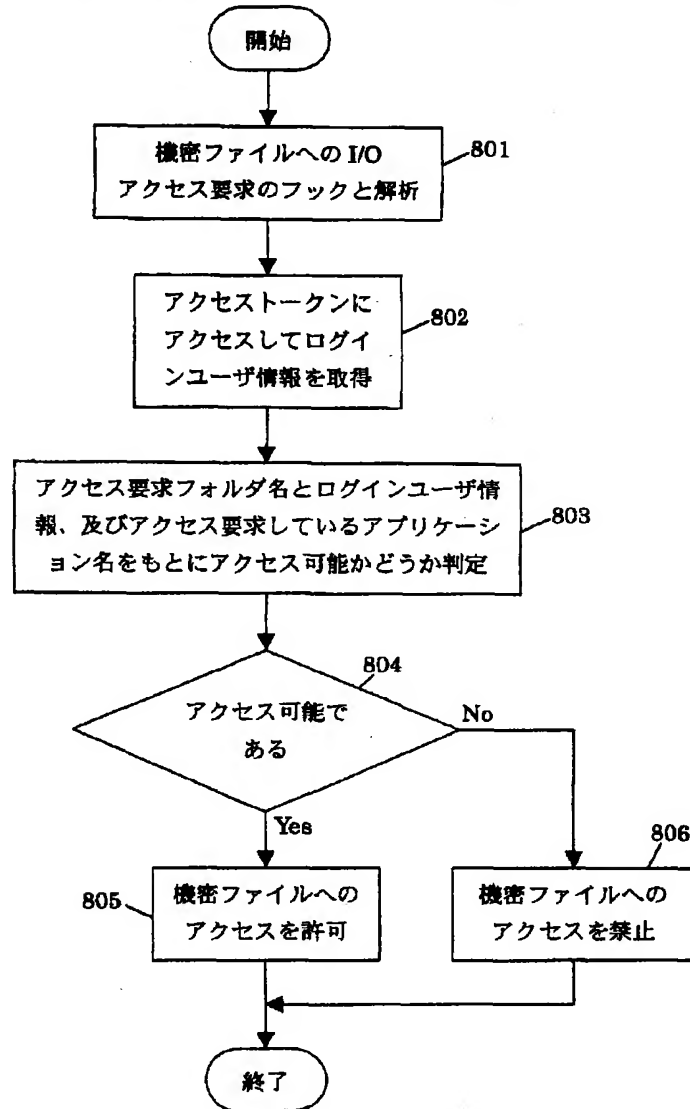 開始
機密ファイルへの I/O
アクセス要求のフックと解析
801
アクセストークンに
アクセスしてログイ
ンユーザ情報を取得
802
アクセス要求フォルダ名とログインユーザ情
報、及びアクセス要求しているアプリケーシ
ョン名をもとにアクセス可能かどうか判定
803
804
アクセス可能で
ある
No
Yes
805
機密ファイルへの
アクセスを許可
806
機密ファイルへの
アクセスを禁止
終了